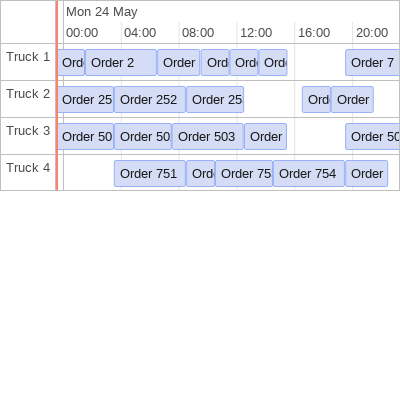 Mon 24 May
00:00 04:00 08:00 12:00 16:00 20:00
Truck 1 Ord Order 2 Order Ord Ord Ord Order 7
Truck 2 Order 25 Order 252 Order 25 Ord Order
Truck 3 Order 50 Order 50 Order 503 Order Order 50
Truck 4 Order 751 Ord Order 75 Order 754 Order